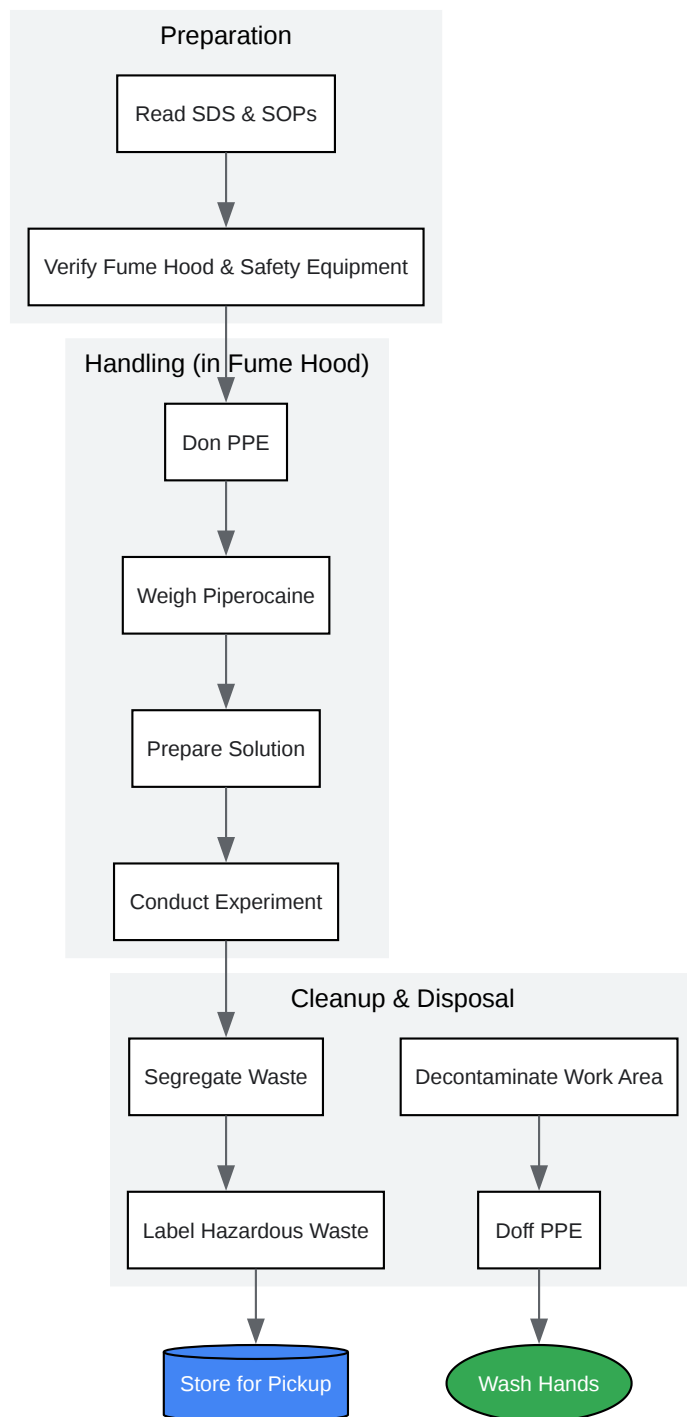 Preparation
Read SDS & SOPs
Verify Fume Hood & Safety Equipment
Handling (in Fume Hood)
Don PPE
Weigh Piperocaine
Prepare Solution
Conduct Experiment
Cleanup & Disposal
Segregate Waste
Decontaminate Work Area
Label Hazardous Waste
Doff PPE
Store for Pickup
Wash Hands